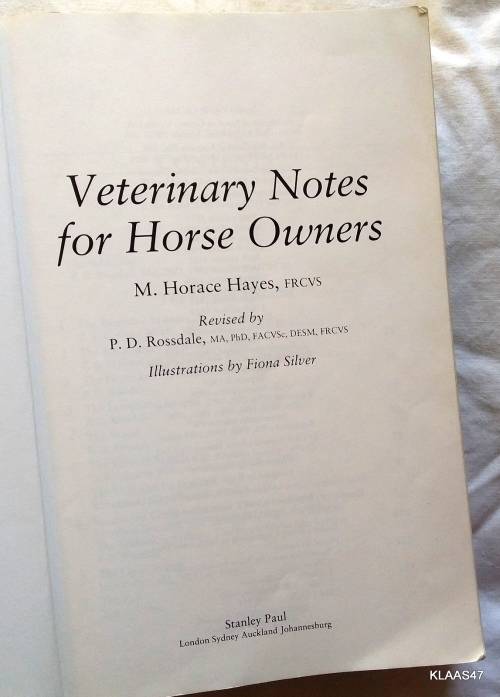 Veterinary Notes
for Horse Owners
M. Horace Hayes, FRCVS
Revised by
P. D. Rossdale, MA, PhD, FACVSc, DESM, FRCVS
Illustrations by Fiona Silver
Stanley Paul
London Sydney Auckland Johannesburg
KLAAS47